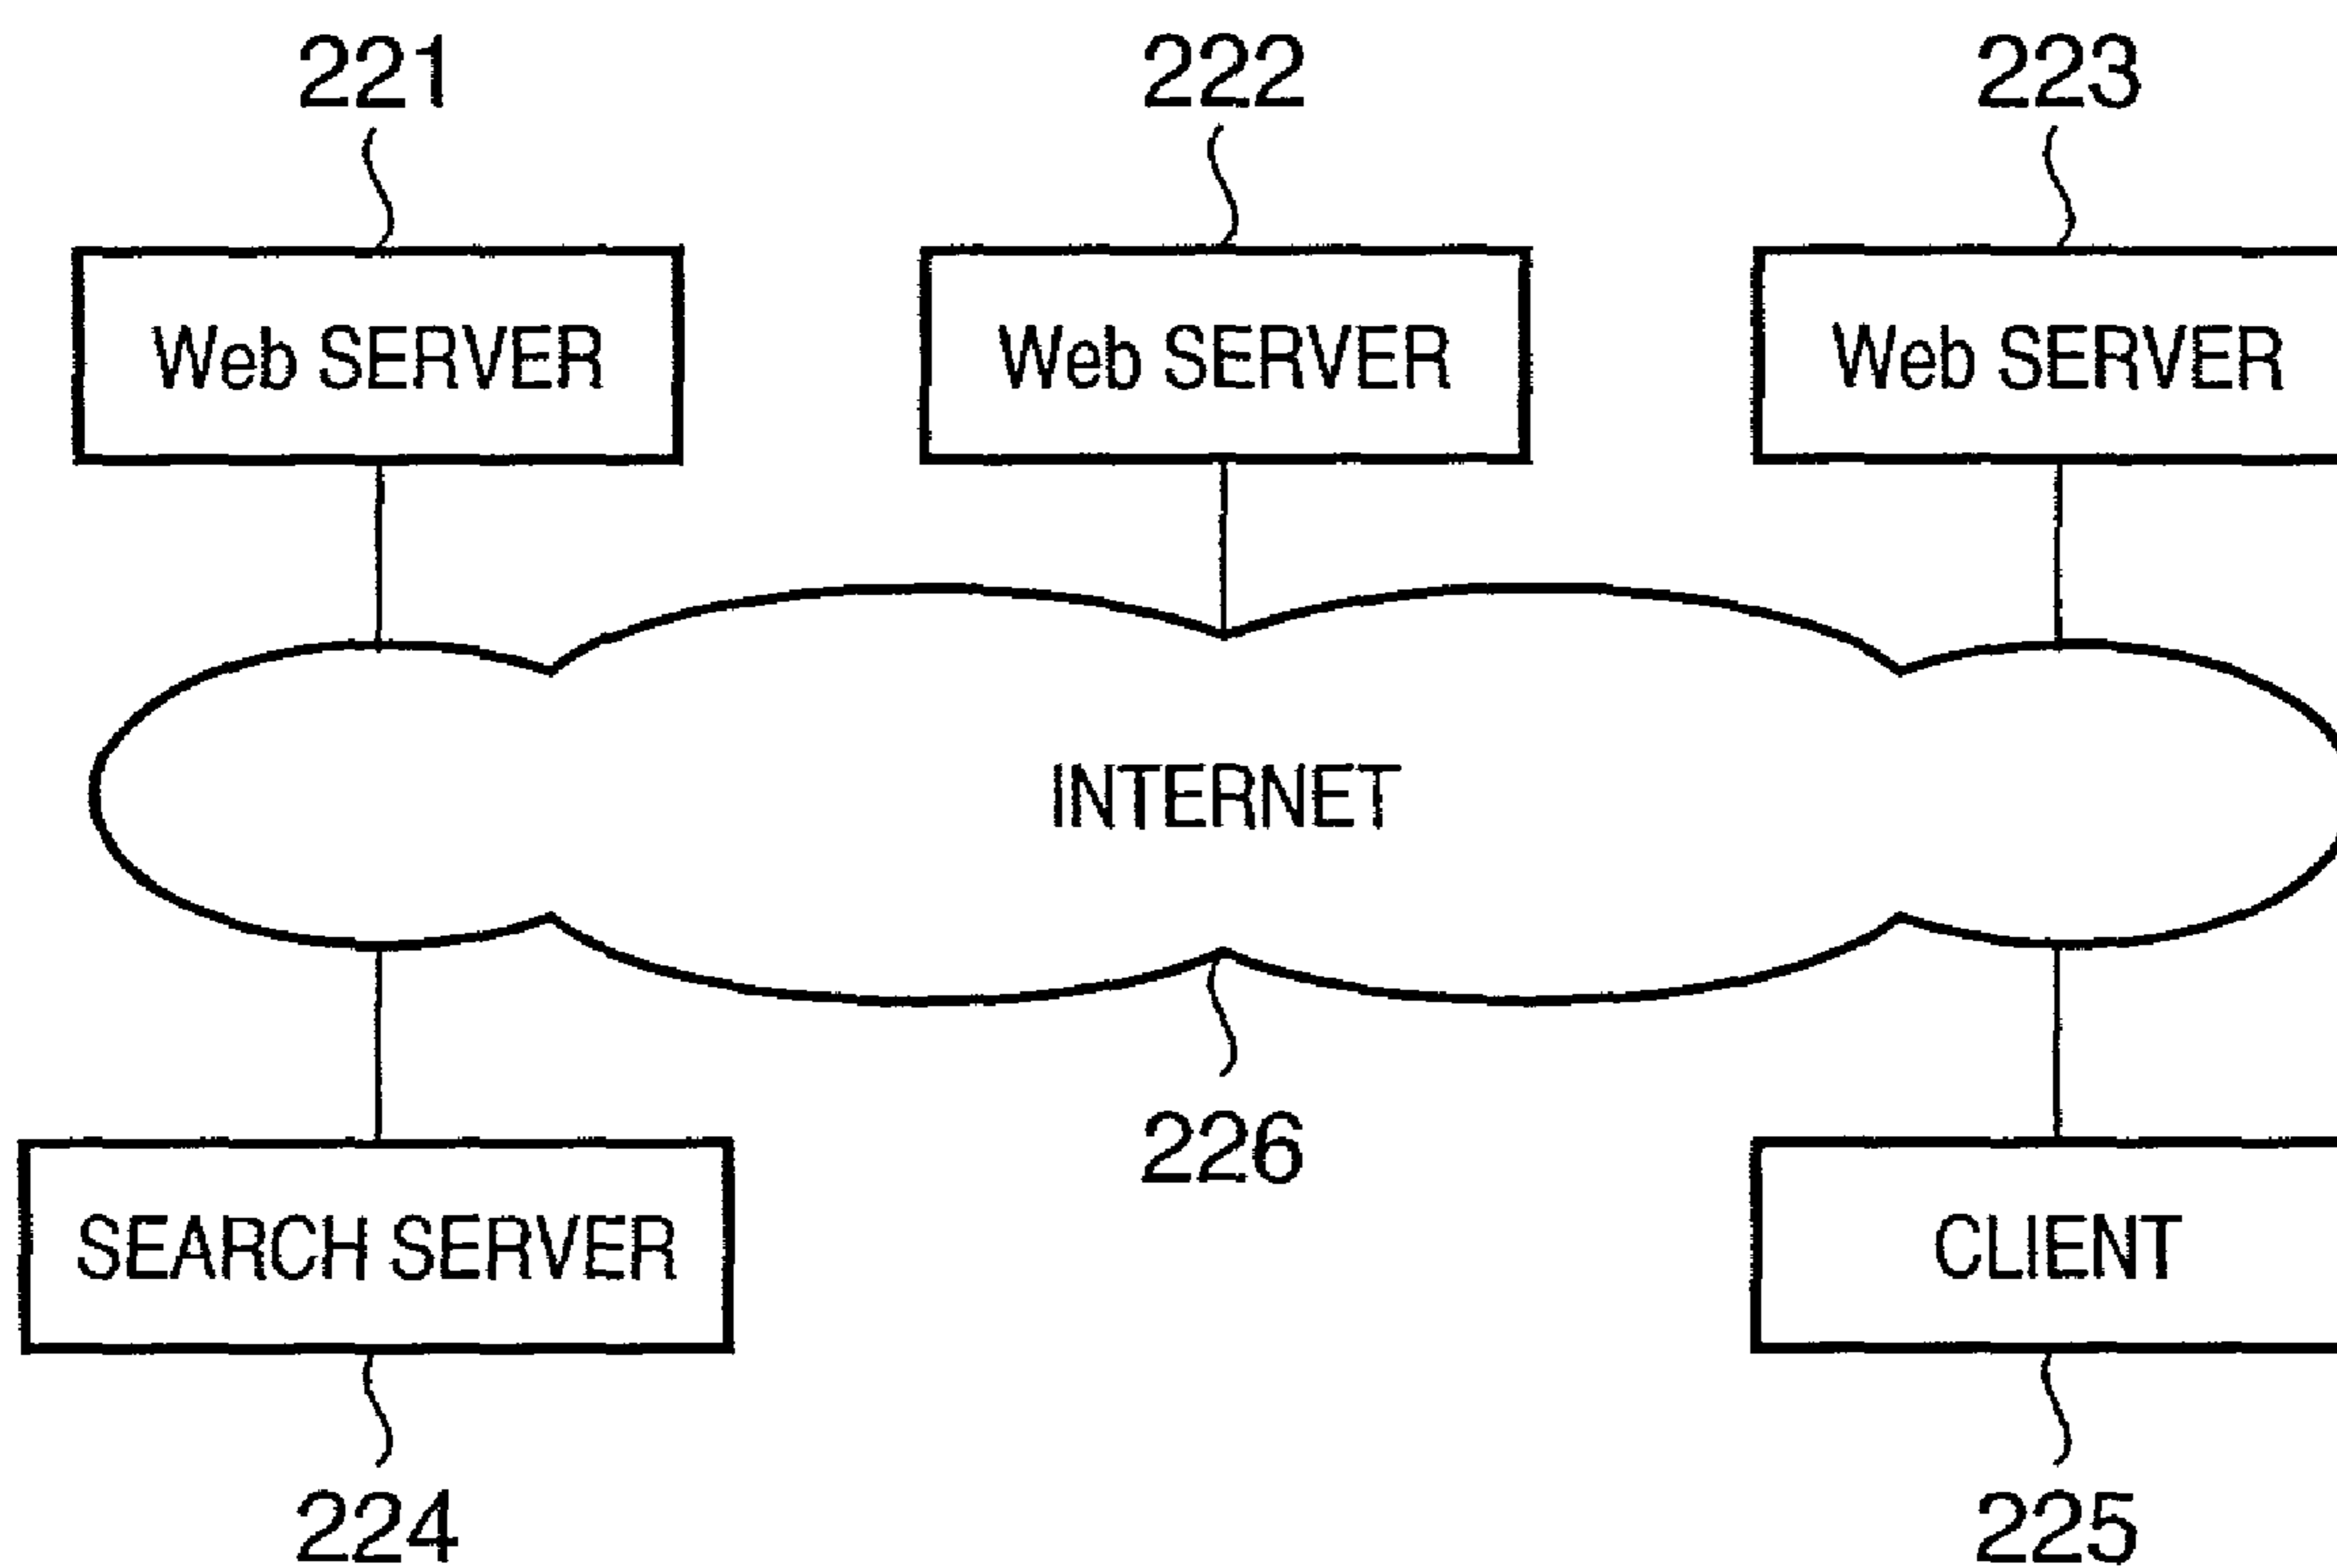 221
222
223
Web SERVER
Web SERVER
Web SERVER
INTERNET
226
SEARCH SERVER
CLIENT
224
225